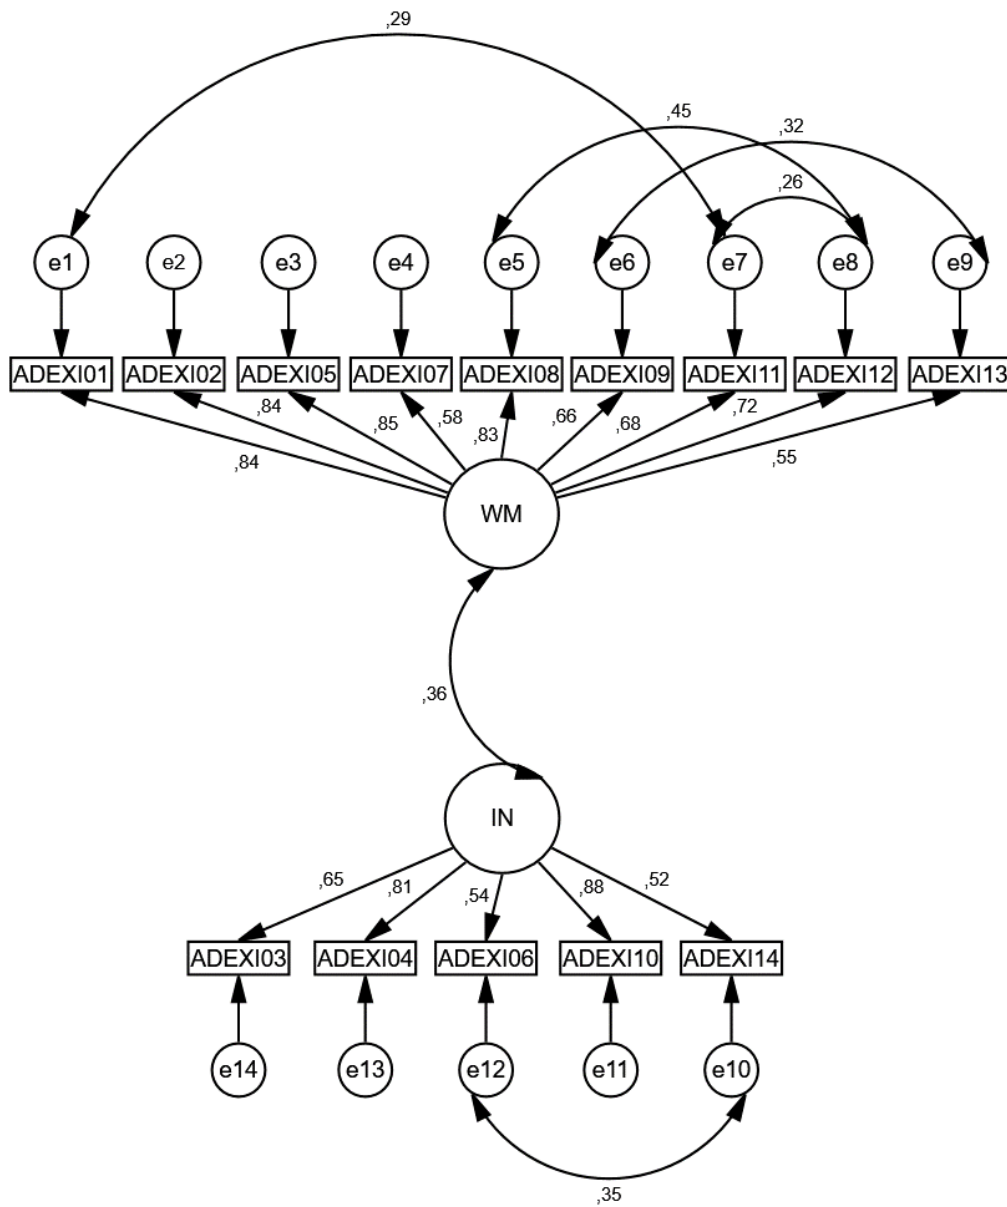 ,29
,45
,32
,26
e1 e2 e3 e4 e5 e6 e7 e8 e9
ADEXI01 ADEXI02 ADEXI05 ADEXI07 ADEXI08 ADEXI09 ADEXI11 ADEXI12 ADEXI13
,84 ,85 ,58 ,83 ,66 ,68 ,72
,84 ,55
WM
,36
IN
,65 ,81 ,54 ,88 ,52
ADEXI03 ADEXI04 ADEXI06 ADEXI10 ADEXI14
e14 e13 e12 e11 e10
,35